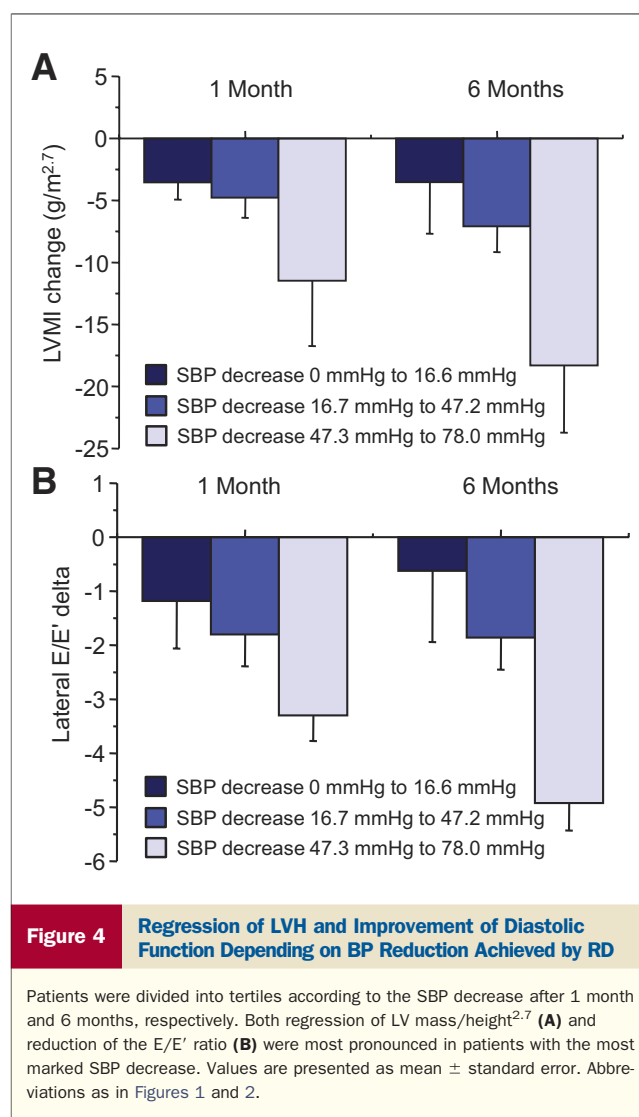 A
1 Month 6 Months
5
0
-5
-10
-15
-20
-25
LVMI change (g/m2.7)
SBP decrease 0 mmHg to 16.6 mmHg
SBP decrease 16.7 mmHg to 47.2 mmHg
SBP decrease 47.3 mmHg to 78.0 mmHg
B
1 Month 6 Months
1
0
-1
-2
-3
-4
-5
-6
Lateral E/E' delta
SBP decrease 0 mmHg to 16.6 mmHg
SBP decrease 16.7 mmHg to 47.2 mmHg
SBP decrease 47.3 mmHg to 78.0 mmHg
Figure 4
Regression of LVH and Improvement of Diastolic
Function Depending on BP Reduction Achieved by RD
Patients were divided into tertiles according to the SBP decrease after 1 month
and 6 months, respectively. Both regression of LV mass/height2.7 (A) and
reduction of the E/E′ ratio (B) were most pronounced in patients with the most
marked SBP decrease. Values are presented as mean ± standard error. Abbre-
viations as in Figures 1 and 2.